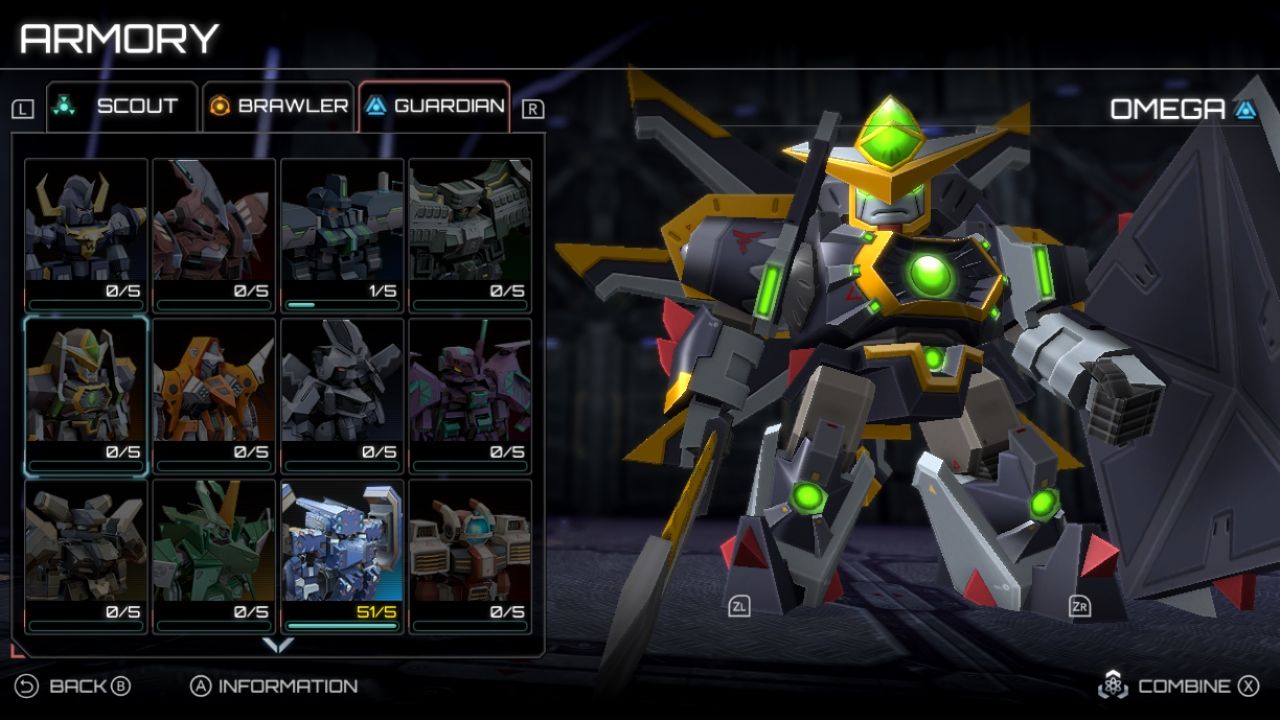 ARMORY
L SCOUT BRAWLER GUARDIAN R
OMEGA
0/5 0/5 1/5 0/5
0/5 0/5 0/5 0/5
0/5 0/5 51/5 0/5
ZL ZR
BACK B A INFORMATION COMBINE X